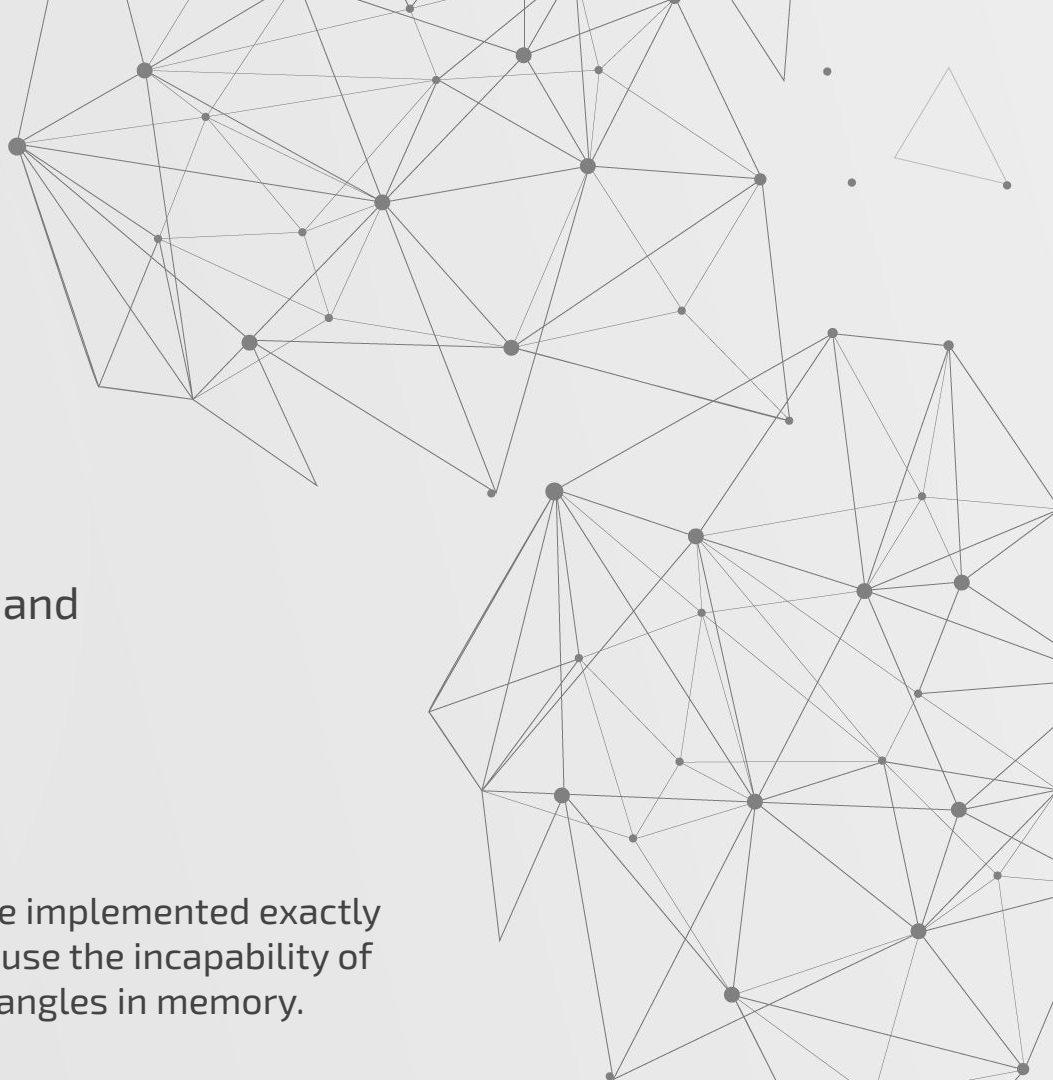 and
e implemented exactly
use the incapability of
angles in memory.